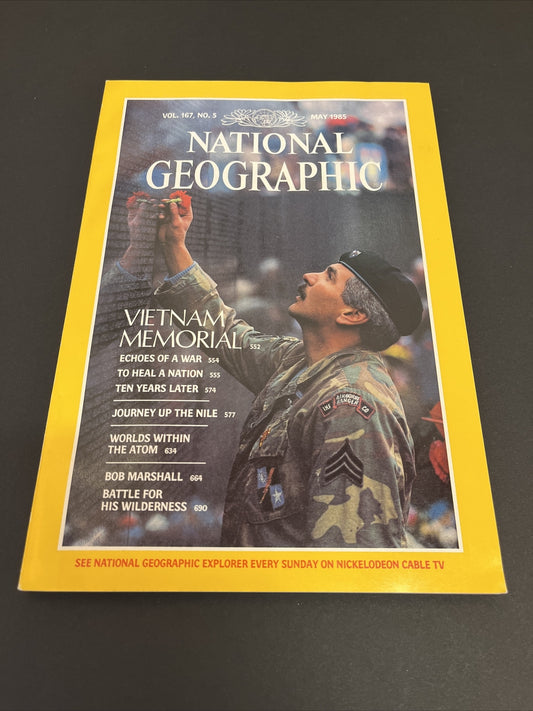 VOL. 167, NO. 5 MAY 1985
NATIONAL
GEOGRAPHIC
VIETNAM
MEMORIAL 552
ECHOES OF A WAR 554
TO HEAL A NATION 555
TEN YEARS LATER 574
JOURNEY UP THE NILE 577
WORLDS WITHIN
THE ATOM 634
BOB MARSHALL 664
BATTLE FOR
HIS WILDERNESS 690
RANGER
CO
SEE NATIONAL GEOGRAPHIC EXPLORER EVERY SUNDAY ON NICKELODEON CABLE TV